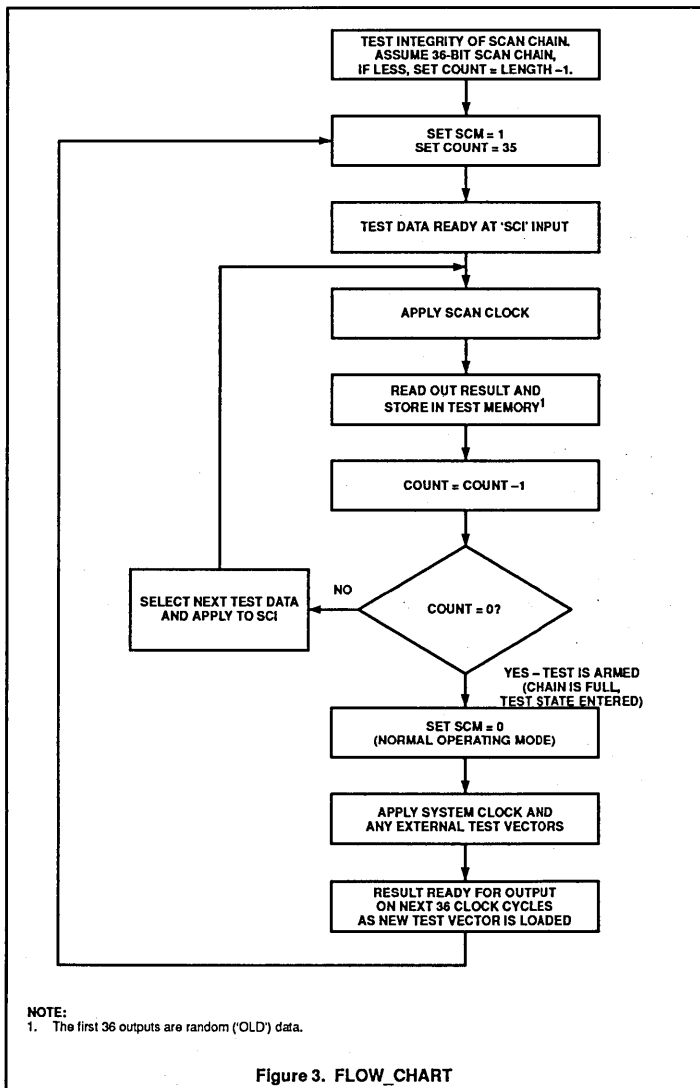 TEST INTEGRITY OF SCAN CHAIN.
ASSUME 36-BIT SCAN CHAIN,
IF LESS, SET COUNT = LENGTH –1.
SET SCM = 1
SET COUNT = 35
TEST DATA READY AT 'SCI' INPUT
APPLY SCAN CLOCK
READ OUT RESULT AND
STORE IN TEST MEMORY1
COUNT = COUNT –1
SELECT NEXT TEST DATA
AND APPLY TO SCI
NO
COUNT = 0?
YES – TEST IS ARMED
(CHAIN IS FULL,
TEST STATE ENTERED)
SET SCM = 0
(NORMAL OPERATING MODE)
APPLY SYSTEM CLOCK AND
ANY EXTERNAL TEST VECTORS
RESULT READY FOR OUTPUT
ON NEXT 36 CLOCK CYCLES
AS NEW TEST VECTOR IS LOADED
NOTE:
1. The first 36 outputs are random ('OLD') data.
Figure 3. FLOW_CHART